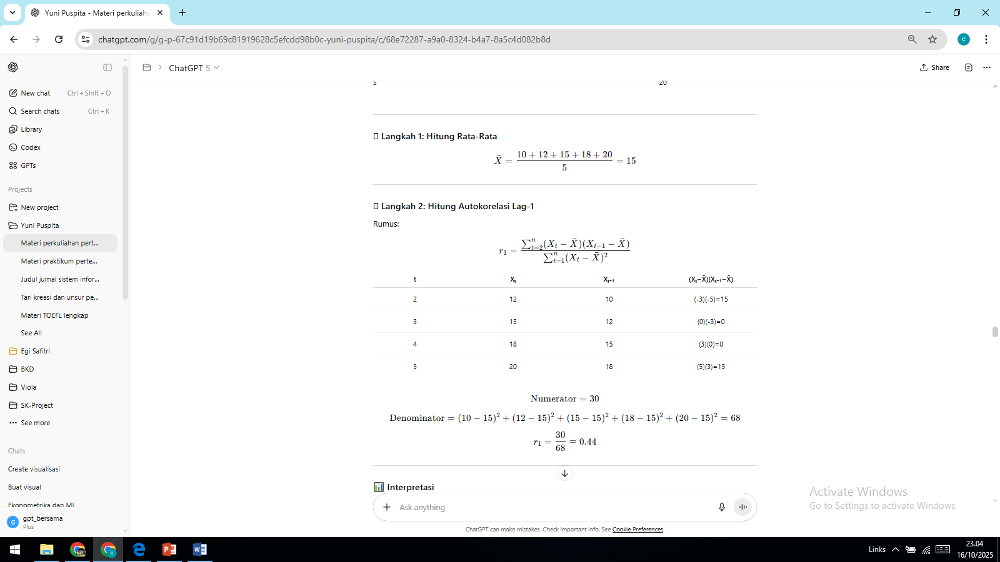 Yuni Puspita - Materi perkuliah
chatgpt.com/g/g-p-67c91d19b69c81919628c5efcdd98b0c-yuni-puspita/c/68e72287-a9a0-8324-b4a7-8a5c4d082b8d
c
ChatGPT 5
Share
New chat Ctrl + Shift + O
Search chats Ctrl + K
Library
Codex
GPTs
Projects
New project
Yuni Puspita
Materi perkuliahan pert...
Materi praktikum perte...
Judul jurnal sistem infor...
Tari kreasi dan unsur pe...
Materi TOEFL lengkap
See All
Egi Safitri
BKD
Viola
SK-Project
See more
Chats
Create visualisasi
Buat visual
Ekonometrika dan ML
G
gpt_bersama
Plus
5 20
Langkah 1: Hitung Rata-Rata
X̄ = (10 + 12 + 15 + 18 + 20) / 5 = 15
Langkah 2: Hitung Autokorelasi Lag-1
Rumus:
r₁ = ∑ⁿₜ₌₂(Xₜ − X̄)(Xₜ₋₁ − X̄) / ∑ⁿₜ₌₁(Xₜ − X̄)²
t Xₜ Xₜ₋₁ (Xₜ−X̄)(Xₜ₋₁−X̄)
2 12 10 (-3)(-5)=15
3 15 12 (0)(-3)=0
4 18 15 (3)(0)=0
5 20 18 (5)(3)=15
Numerator = 30
Denominator = (10 − 15)² + (12 − 15)² + (15 − 15)² + (18 − 15)² + (20 − 15)² = 68
r₁ = 30 / 68 = 0.44
Interpretasi
Ask anything
ChatGPT can make mistakes. Check important info. See Cookie Preferences.
Activate Windows
Go to Settings to activate Windows.
Links
23.04
16/10/2025